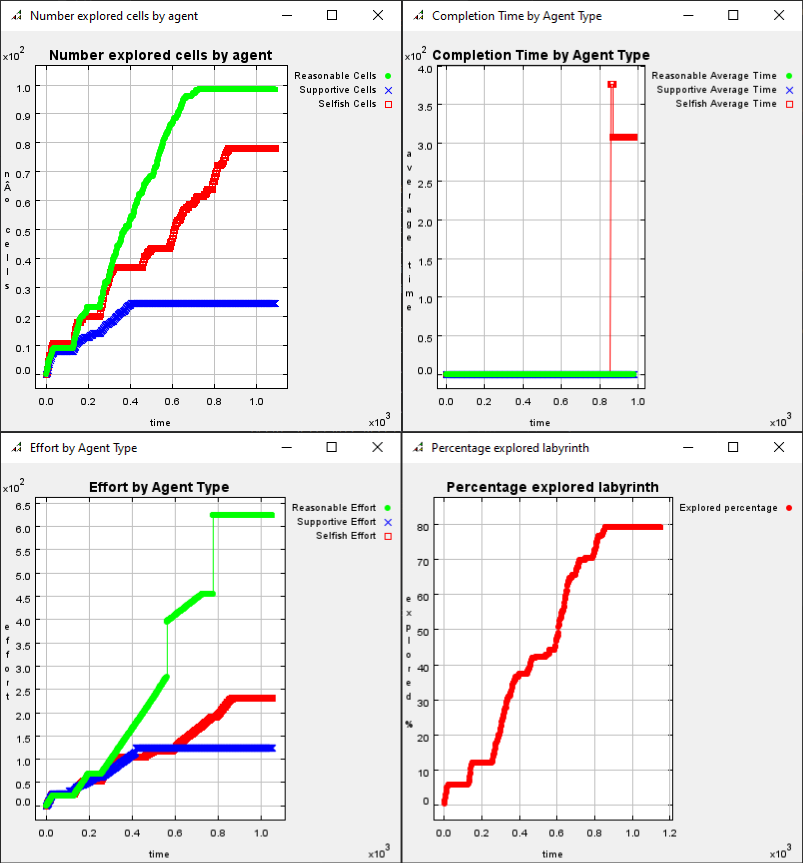 Number explored cells by agent
Number explored cells by agent
x10²
Reasonable Cells
Supportive Cells
Selfish Cells
1.0
0.8
0.7
0.6
0.4
0.3
0.2
0.1
0.0
nÂo cells
0.0 0.2 0.4 0.6 0.8 1.0
time
x10³
Completion Time by Agent Type
Completion Time by Agent Type
x10²
Reasonable Average Time
Supportive Average Time
Selfish Average Time
4.0
3.5
3.0
2.5
2.0
1.5
1.0
0.5
0.0
average time
0.0 0.2 0.4 0.6 0.8 1.0
time
x10³
Effort by Agent Type
Effort by Agent Type
x10²
Reasonable Effort
Supportive Effort
Selfish Effort
6.5
6.0
5.5
5.0
4.5
4.0
3.5
3.0
2.5
2.0
1.5
1.0
0.5
0.0
effort
0.0 0.2 0.4 0.6 0.8 1.0
time
x10³
Percentage explored labyrinth
Percentage explored labyrinth
Explored percentage
80
70
60
50
40
30
20
10
0
explored %
0.0 0.2 0.4 0.6 0.8 1.0 1.2
time
x10³